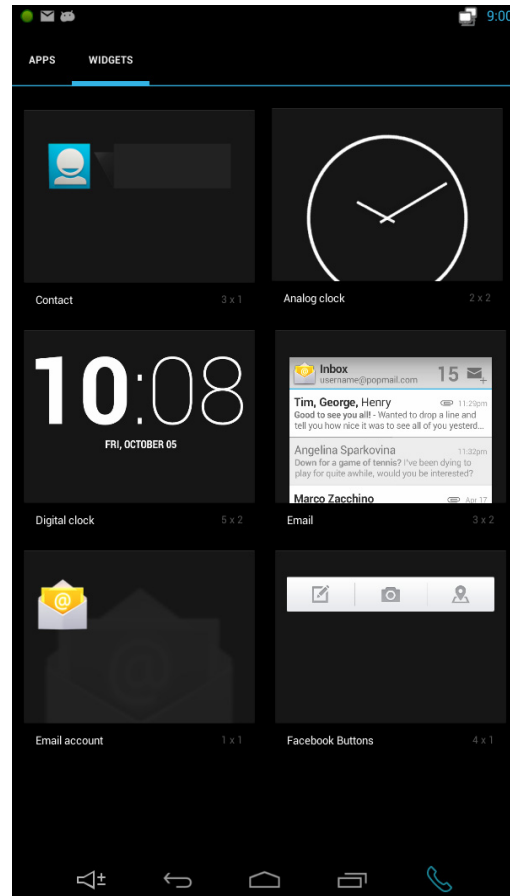 9:00
APPS WIDGETS
Contact 3 x 1
Analog clock 2 x 2
10:08
FRI, OCTOBER 05
Digital clock 5 x 2
Inbox
username@popmail.com
15
Tim, George, Henry 11:29pm
Good to see you all! - Wanted to drop a line and
tell you how nice it was to see all of you yesterd...
Angelina Sparkovina 11:32pm
Down for a game of tennis? I've been dying to
play for quite awhile, would you be interested?
Marco Zacchino Apr 17
Email 3 x 2
@
Email account 1 x 1
Facebook Buttons 4 x 1